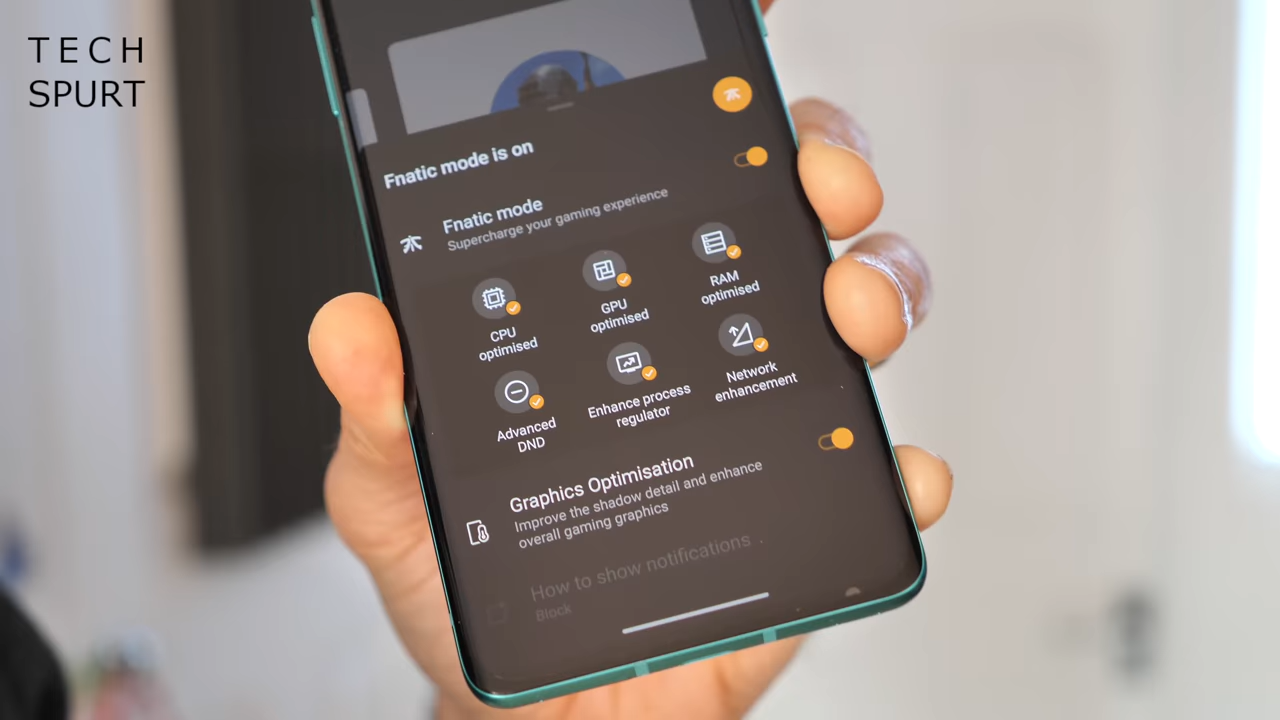 TECH
SPURT
Fnatic mode is on
Fnatic mode
Supercharge your gaming experience
CPU
optimised
GPU
optimised
RAM
optimised
Advanced
DND
Enhance process
regulator
Network
enhancement
Graphics Optimisation
Improve the shadow detail and enhance
overall gaming graphics
How to show notifications
Block